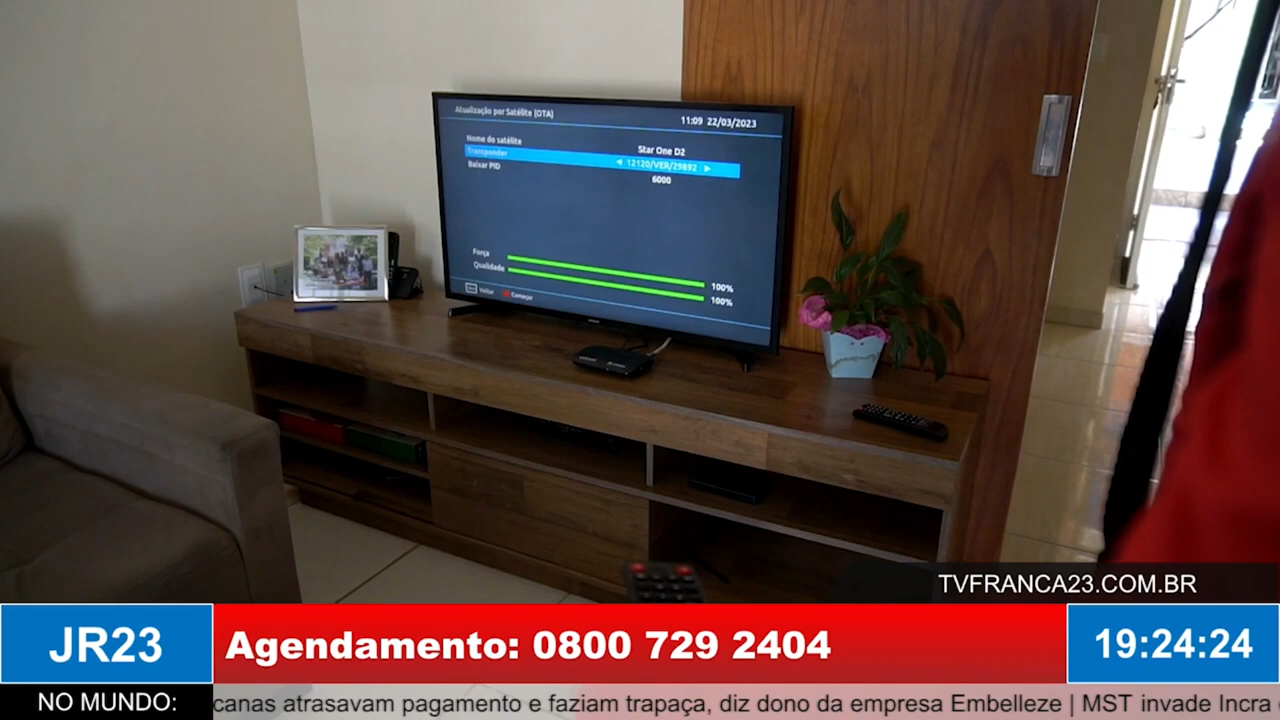 Atualização por Satélite (OTA)
11:09 22/03/2023
Nome do satélite
Star One D2
Transponder
12120/VER/29892
Baixar PID
6000
Força
100%
Qualidade
100%
Voltar
Começar
TVFRANCA23.COM.BR
JR23
Agendamento: 0800 729 2404
19:24:24
NO MUNDO:
canas atrasavam pagamento e faziam trapaça, diz dono da empresa Embelleze | MST invade Incra